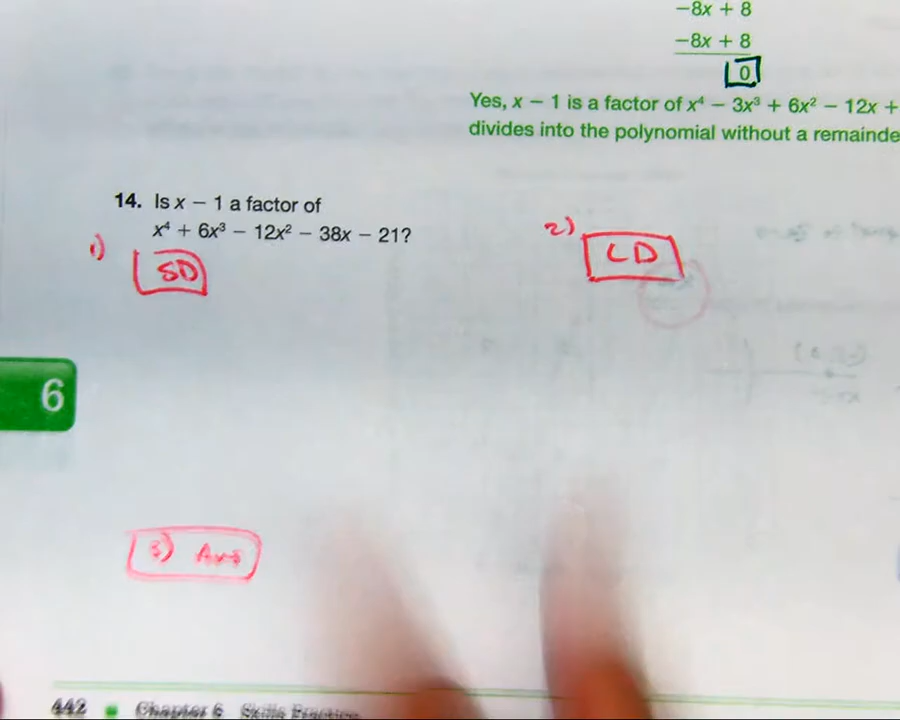 −8x + 8
−8x + 8
0
Yes, x − 1 is a factor of x⁴ − 3x³ + 6x² − 12x +
divides into the polynomial without a remainde
14. Is x − 1 a factor of
x⁴ + 6x³ − 12x² − 38x − 21?
1)
SD
2)
LD
6
3) Ans
442 Chapter 6 Skills Practice